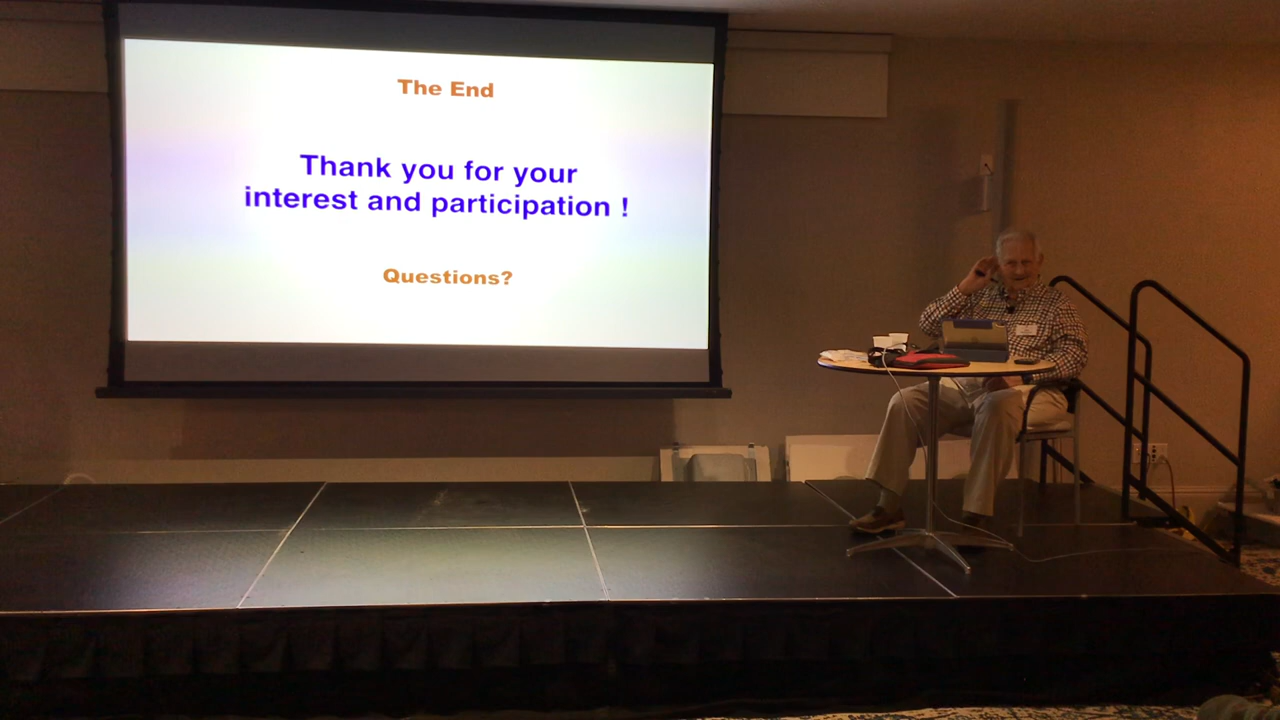 The End
Thank you for your
interest and participation !
Questions?